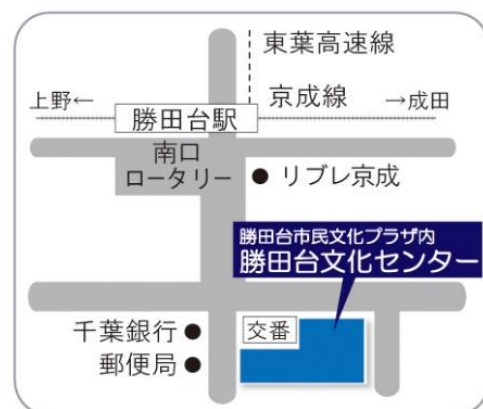 東葉高速線
上野←
京成線
→成田
勝田台駅
南口
ロータリー
● リブレ京成
勝田台市民文化プラザ内
勝田台文化センター
千葉銀行 ●
交番
郵便局 ●